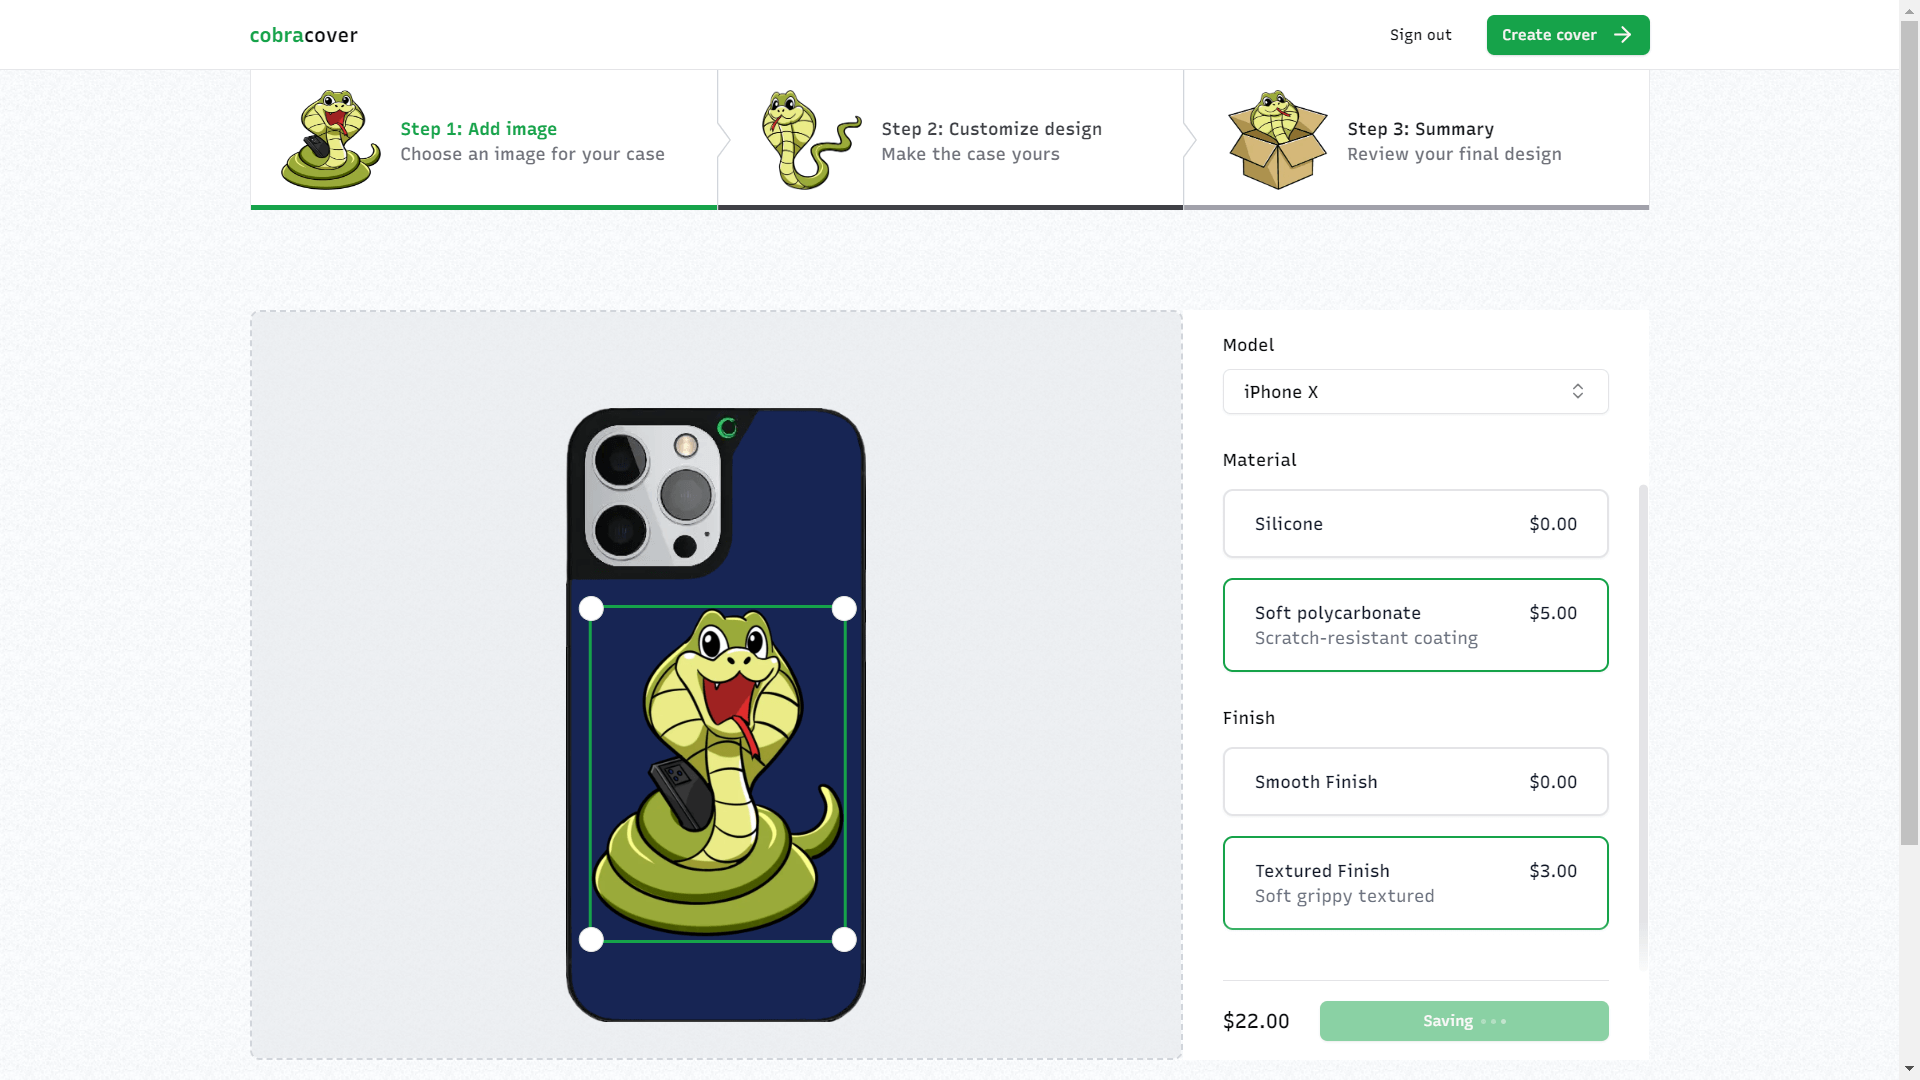 cobracover
Sign out
Create cover
Step 1: Add image
Choose an image for your case
Step 2: Customize design
Make the case yours
Step 3: Summary
Review your final design
Model
iPhone X
Material
Silicone $0.00
Soft polycarbonate $5.00
Scratch-resistant coating
Finish
Smooth Finish $0.00
Textured Finish $3.00
Soft grippy textured
$22.00
Saving